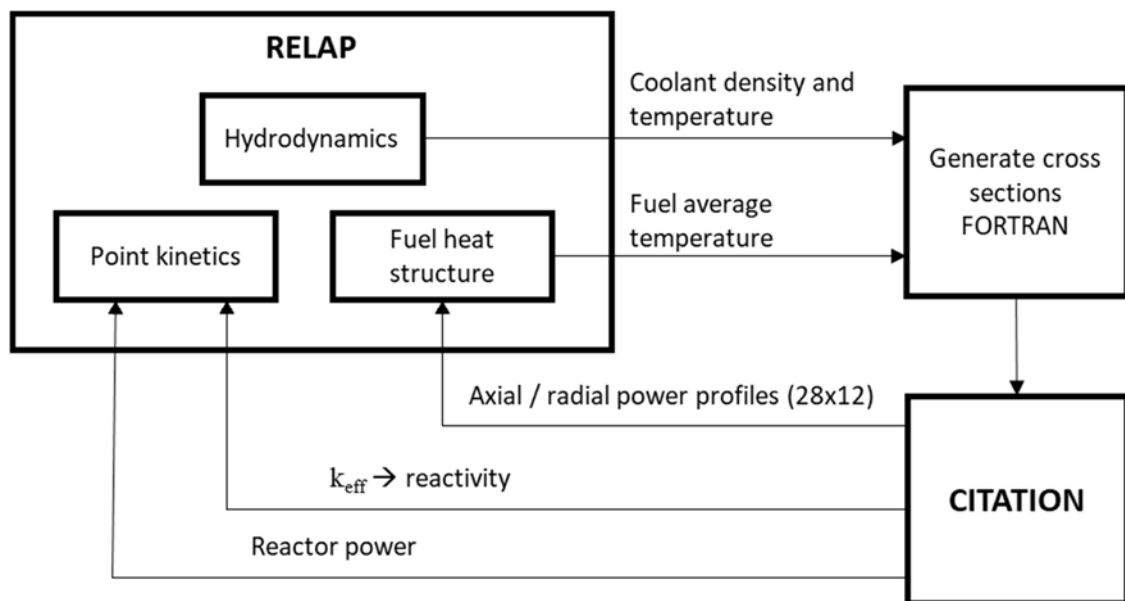 RELAP
Hydrodynamics
Point kinetics
Fuel heat
structure
Coolant density and
temperature
Fuel average
temperature
Generate cross
sections
FORTRAN
Axial / radial power profiles (28x12)
k_eff → reactivity
Reactor power
CITATION